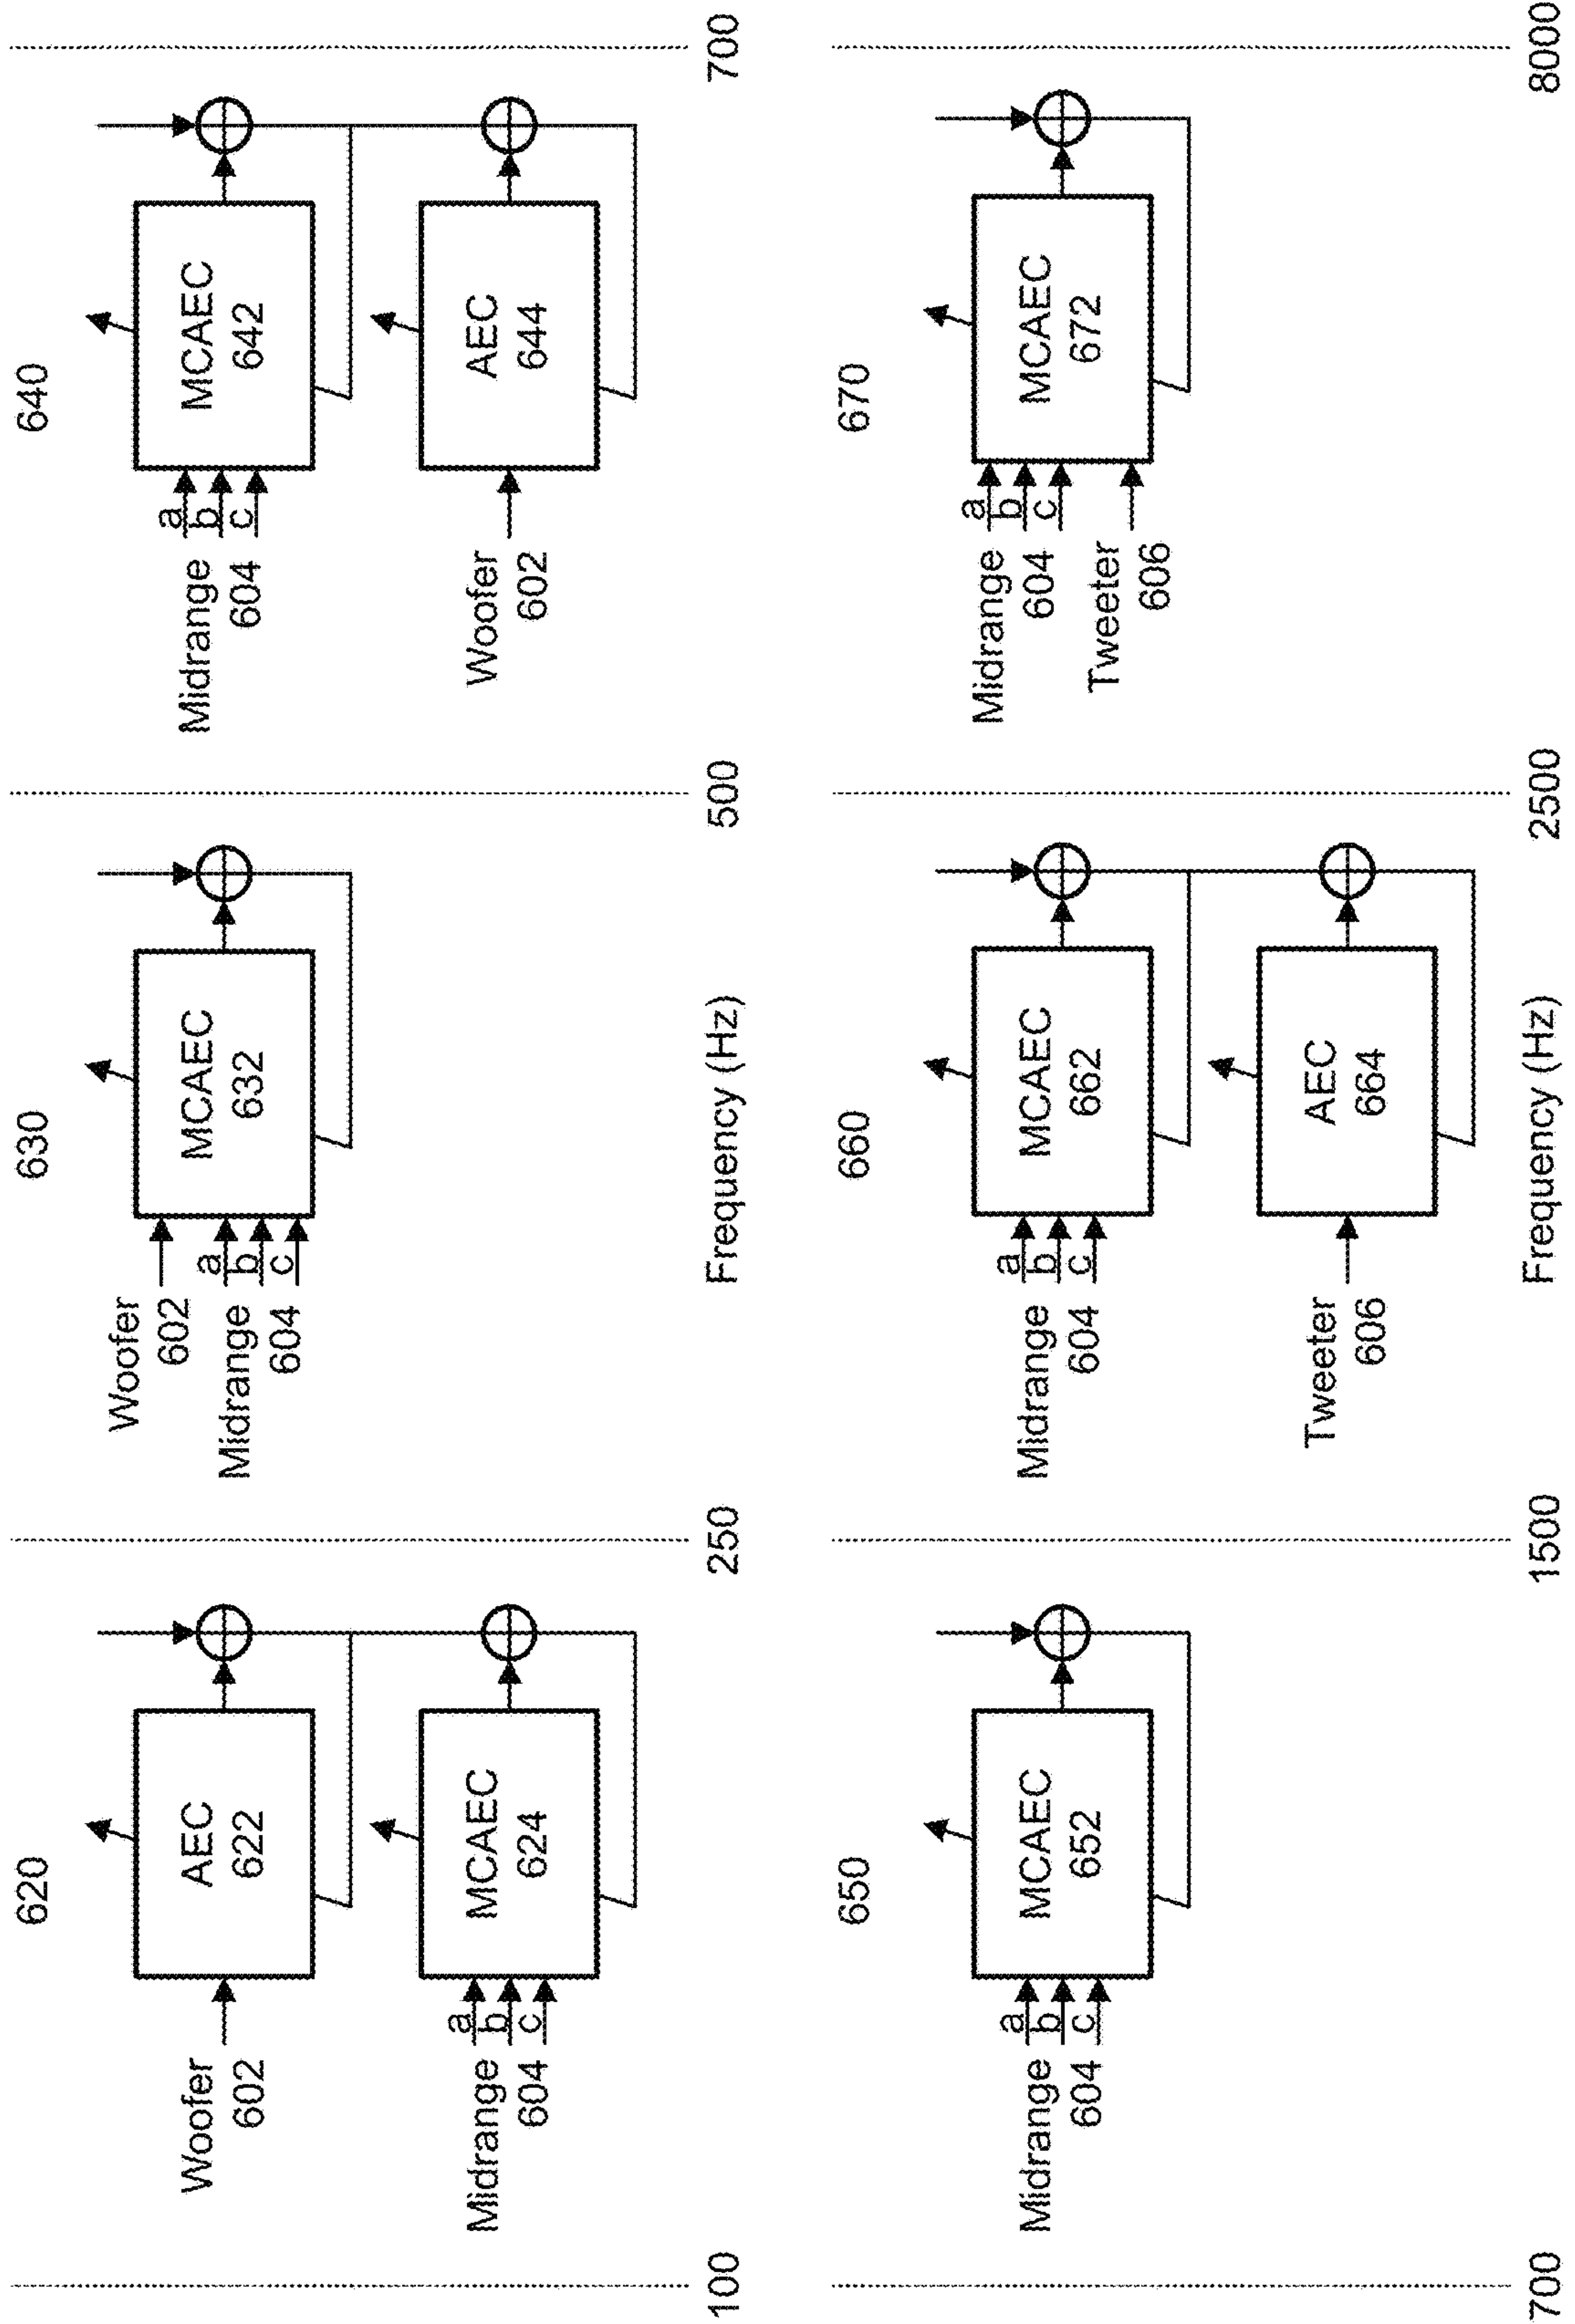 620
Woofer
602
AEC
622
Midrange
604
a
b
c
MCAEC
624
630
Woofer
602
Midrange
604
a
b
c
MCAEC
632
640
Midrange
604
a
b
c
MCAEC
642
Woofer
602
AEC
644
100
250
500
700
Frequency (Hz)
650
Midrange
604
a
b
c
MCAEC
652
660
Midrange
604
a
b
c
MCAEC
662
Tweeter
606
AEC
664
670
Midrange
604
a
b
c
Tweeter
606
MCAEC
672
700
1500
2500
8000
Frequency (Hz)